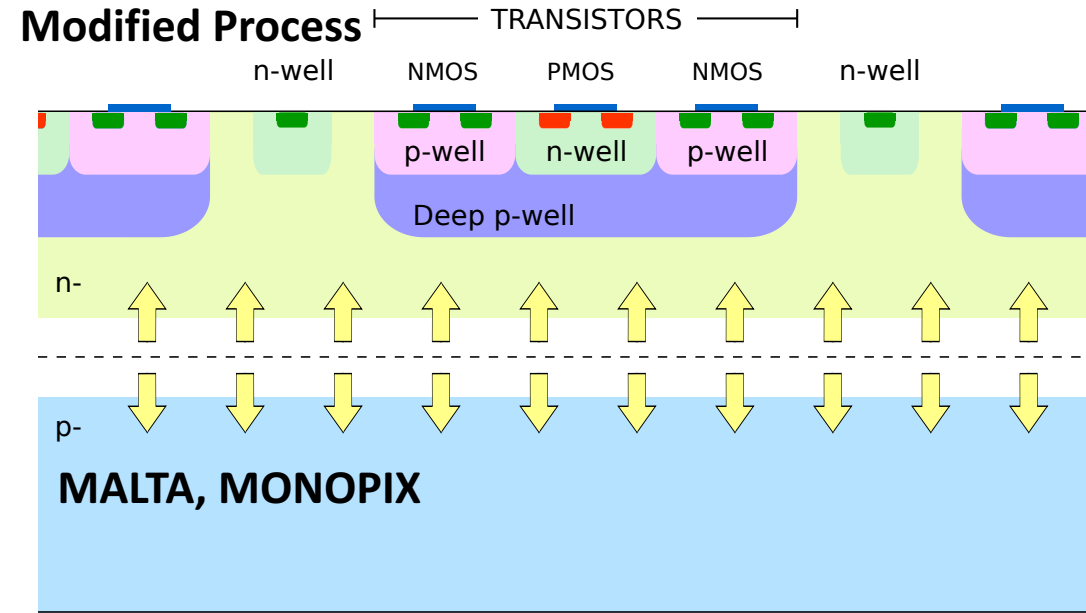 Modified Process
TRANSISTORS
n-well
NMOS
PMOS
NMOS
n-well
p-well
n-well
p-well
Deep p-well
n-
p-
MALTA, MONOPIX